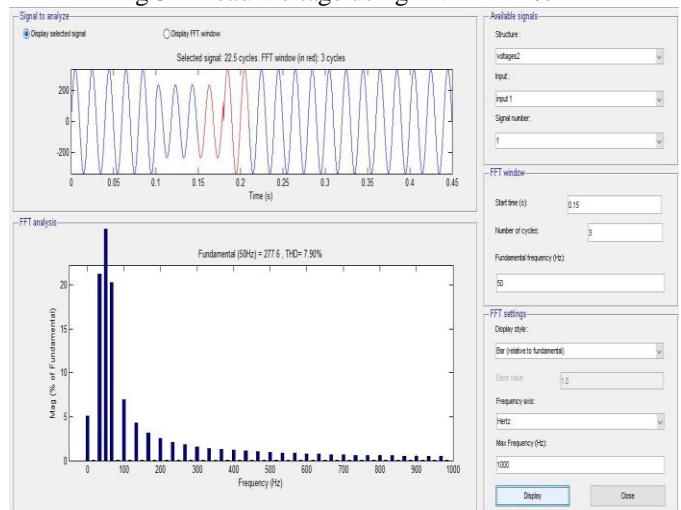 Signal to analyze
Display selected signal
Display FFT window
Selected signal: 22.5 cycles. FFT window (in red): 3 cycles
200
0
-200
0 0.05 0.1 0.15 0.2 0.25 0.3 0.35 0.4 0.45
Time (s)
FFT analysis
Fundamental (50Hz) = 277.6 , THD= 7.90%
20
15
10
5
0
Mag (% of Fundamental)
0 100 200 300 400 500 600 700 800 900 1000
Frequency (Hz)
Available signals
Structure :
voltages2
Input :
input 1
Signal number:
1
FFT window
Start time (s):
0.15
Number of cycles:
3
Fundamental frequency (Hz):
50
FFT settings
Display style :
Bar (relative to fundamental)
Base value:
1.0
Frequency axis:
Hertz
Max Frequency (Hz):
1000
Display
Close